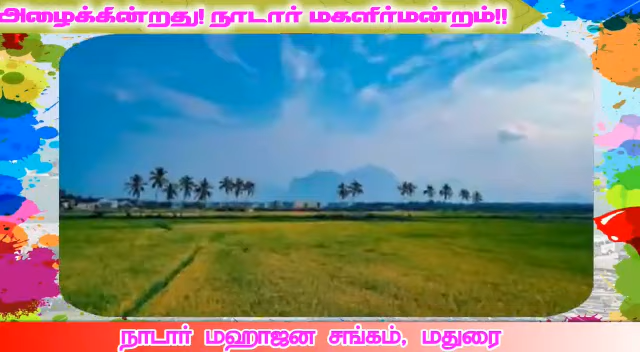 அழைக்கின்றது! நாடார் மகளிர்மன்றம்!!
நாடார் மஹாஜன சங்கம், மதுரை